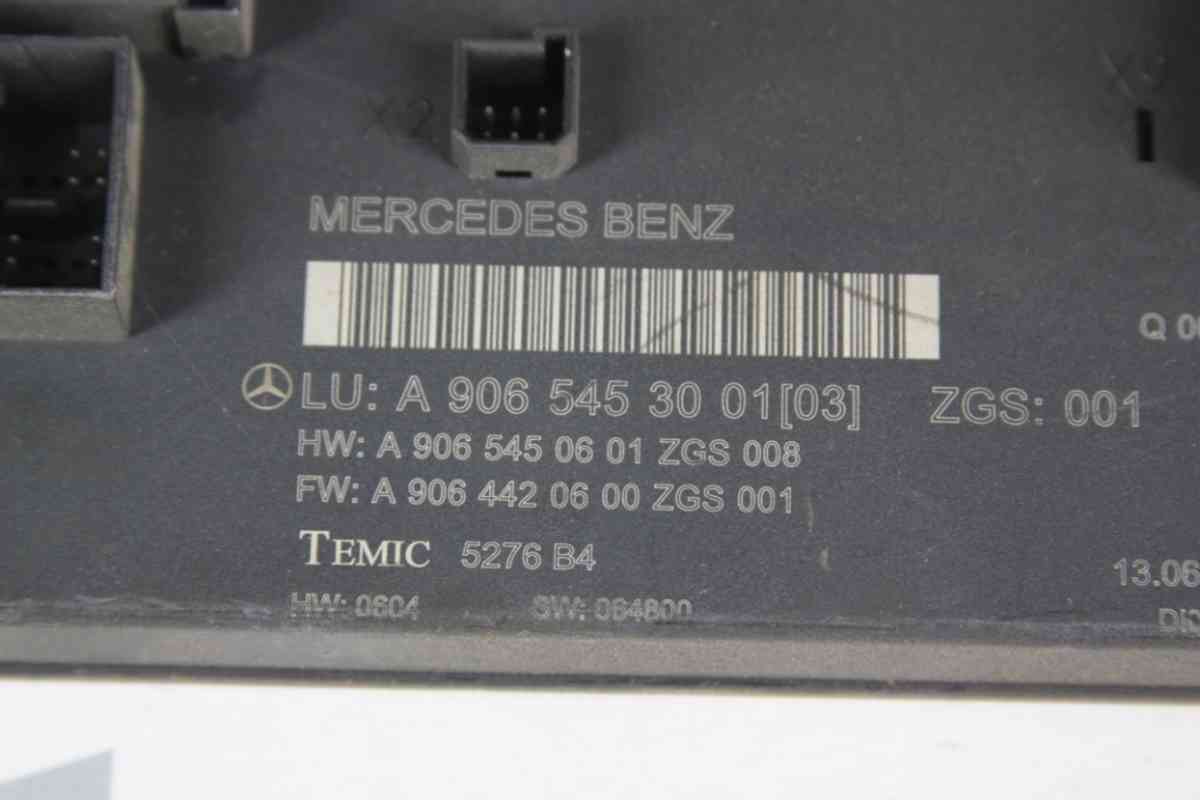 X2
MERCEDES BENZ
Q
LU: A 906 545 30 01[03] ZGS: 001
HW: A 906 545 06 01 ZGS 008
FW: A 906 442 06 00 ZGS 001
TEMIC 5276 B4
13.06
HW: 0604 SW: 064800